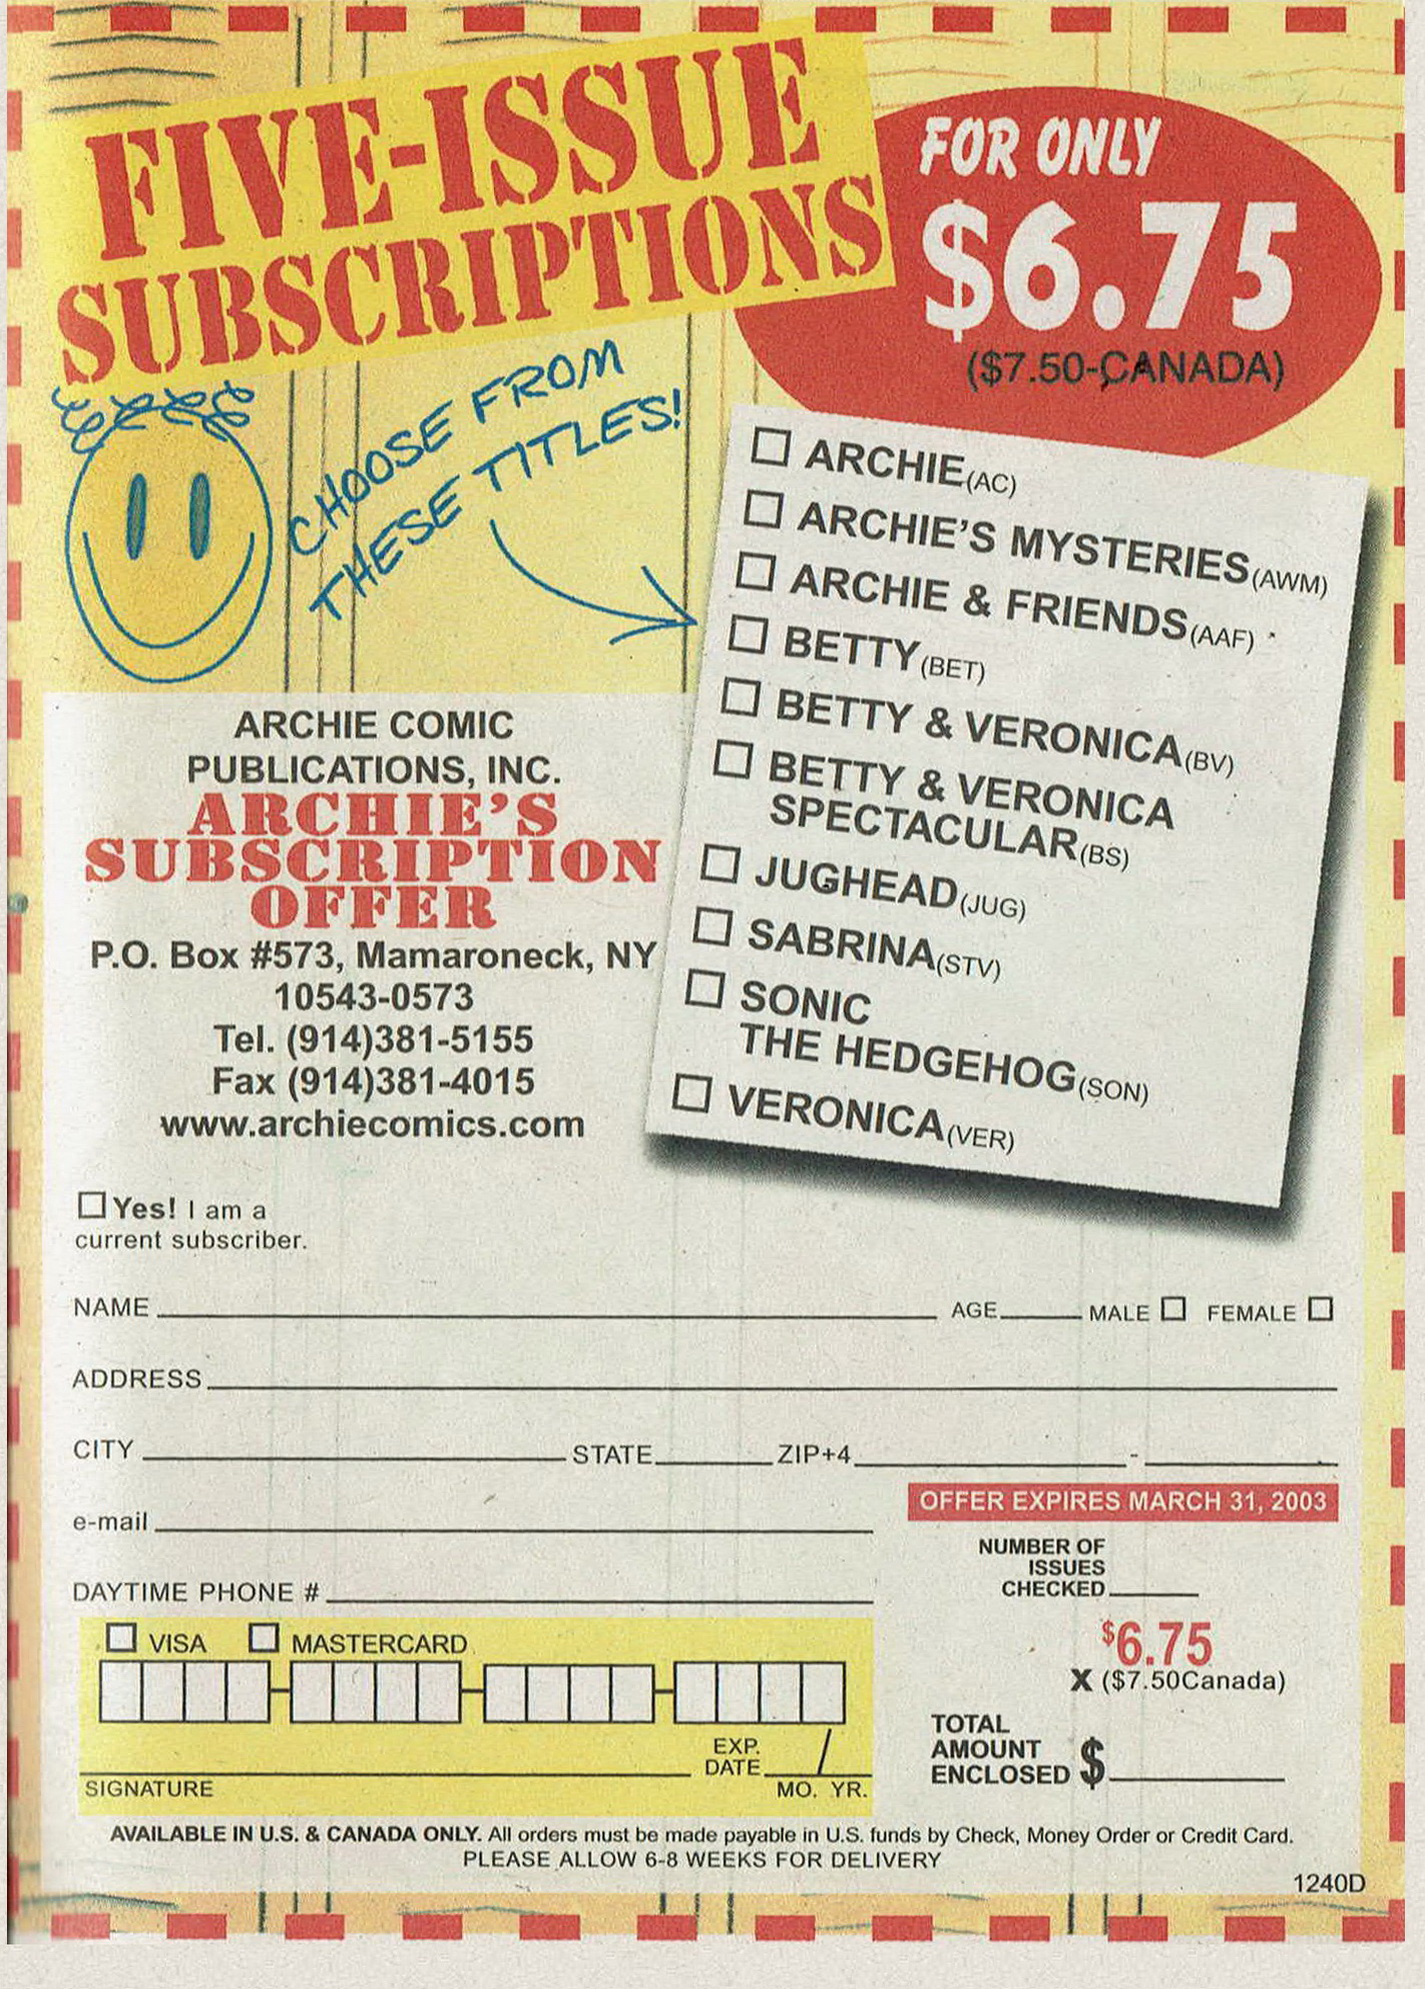 FIVE-ISSUE
SUBSCRIPTIONS
FOR ONLY
$6.75
($7.50-CANADA)
CHOOSE FROM
THESE TITLES!
ARCHIE(AC)
ARCHIE'S MYSTERIES(AWM)
ARCHIE & FRIENDS(AAF)
BETTY(BET)
BETTY & VERONICA(BV)
BETTY & VERONICA
SPECTACULAR(BS)
JUGHEAD(JUG)
SABRINA(STV)
SONIC
THE HEDGEHOG(SON)
VERONICA(VER)
ARCHIE COMIC
PUBLICATIONS, INC.
ARCHIE'S
SUBSCRIPTION
OFFER
P.O. Box #573, Mamaroneck, NY
10543-0573
Tel. (914)381-5155
Fax (914)381-4015
www.archiecomics.com
Yes! I am a
current subscriber.
NAME AGE MALE FEMALE
ADDRESS
CITY STATE ZIP+4 -
e-mail
DAYTIME PHONE #
OFFER EXPIRES MARCH 31, 2003
NUMBER OF
ISSUES
CHECKED
$6.75
X ($7.50Canada)
TOTAL
AMOUNT
ENCLOSED $
VISA MASTERCARD
EXP.
DATE /
SIGNATURE MO. YR.
AVAILABLE IN U.S. & CANADA ONLY. All orders must be made payable in U.S. funds by Check, Money Order or Credit Card.
PLEASE ALLOW 6-8 WEEKS FOR DELIVERY
1240D